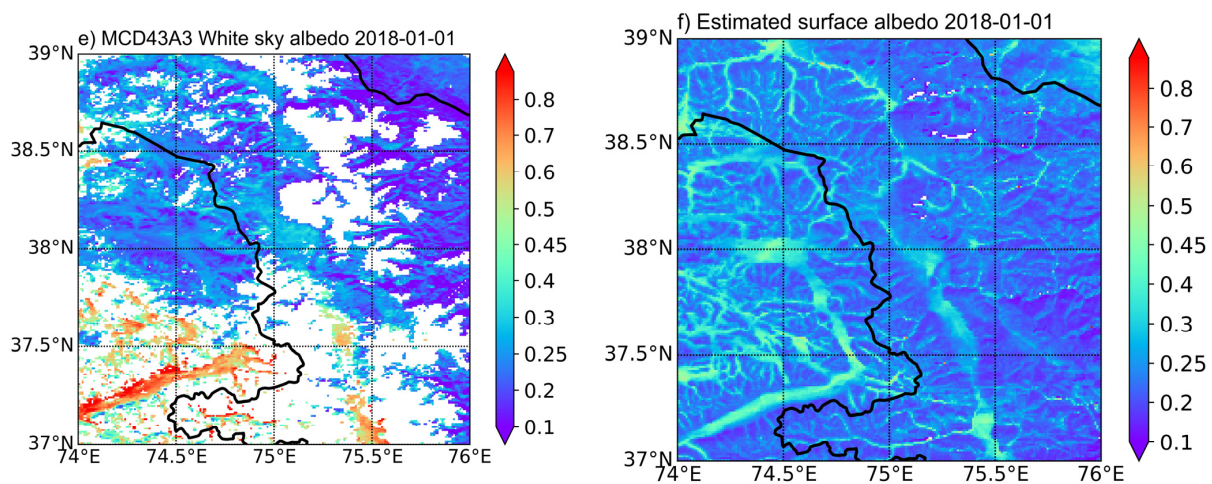 e) MCD43A3 White sky albedo 2018-01-01
39°N
38.5°N
38°N
37.5°N
37°N
74°E
74.5°E
75°E
75.5°E
76°E
0.8
0.7
0.6
0.5
0.45
0.4
0.3
0.25
0.2
0.1
f) Estimated surface albedo 2018-01-01
39°N
38.5°N
38°N
37.5°N
37°N
74°E
74.5°E
75°E
75.5°E
76°E
0.8
0.7
0.6
0.5
0.45
0.4
0.3
0.25
0.2
0.1